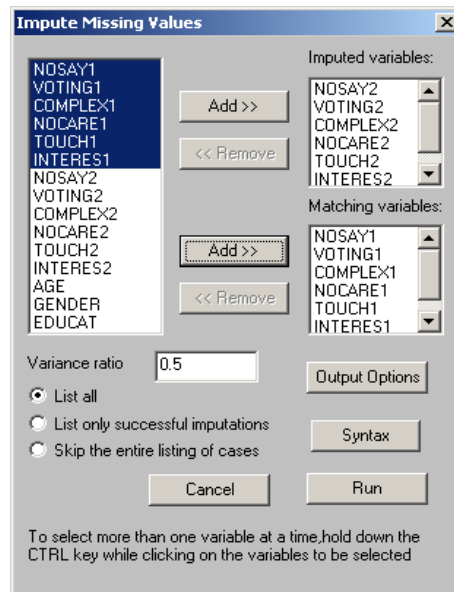 Impute Missing Values
Imputed variables:
NOSAY1
VOTING1
COMPLEX1
NOCARE1
TOUCH1
INTERES1
NOSAY2
VOTING2
COMPLEX2
NOCARE2
TOUCH2
INTERES2
AGE
GENDER
EDUCAT
Add >>
<< Remove
Add >>
<< Remove
NOSAY2
VOTING2
COMPLEX2
NOCARE2
TOUCH2
INTERES2
Matching variables:
NOSAY1
VOTING1
COMPLEX1
NOCARE1
TOUCH1
INTERES1
Variance ratio
0.5
List all
List only successful imputations
Skip the entire listing of cases
Output Options
Syntax
Cancel
Run
To select more than one variable at a time,hold down the
CTRL key while clicking on the variables to be selected